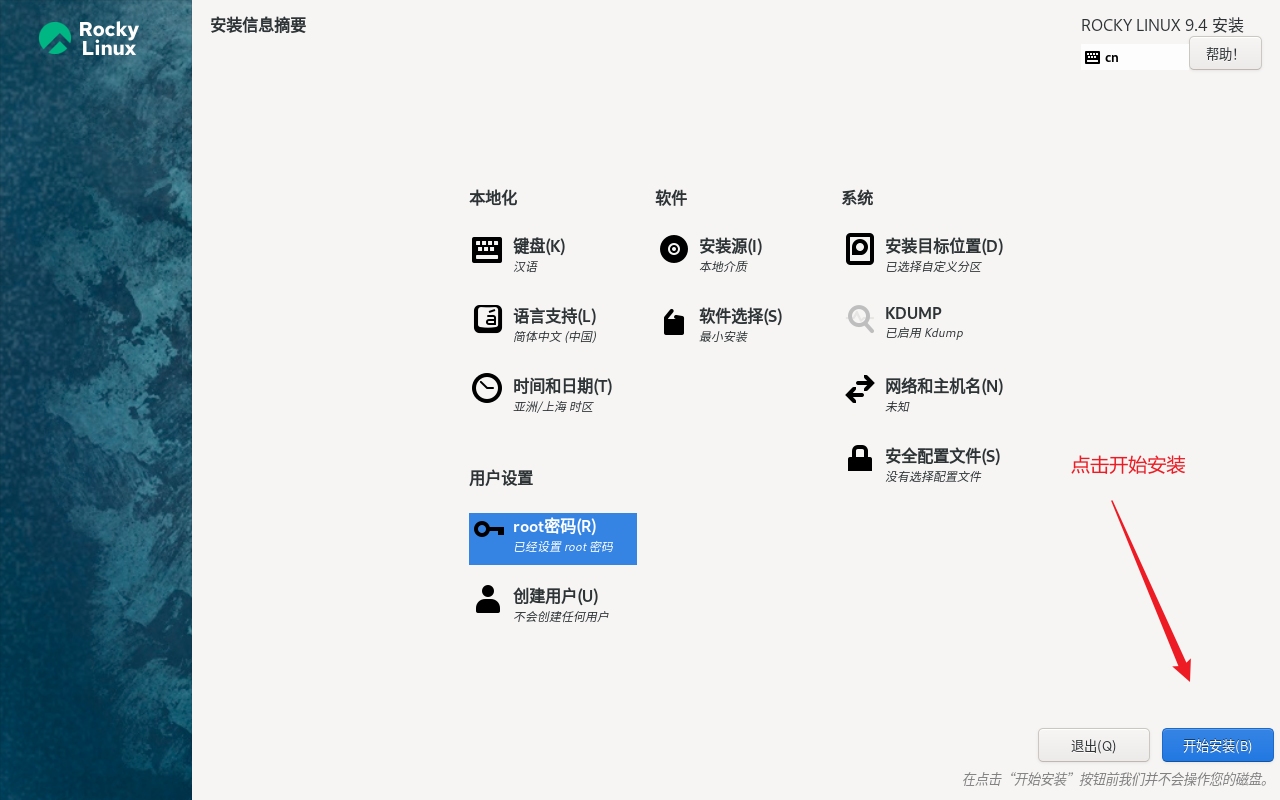 Rocky
Linux
安装信息摘要
ROCKY LINUX 9.4 安装
cn
帮助!
本地化
键盘(K)
汉语
语言支持(L)
简体中文 (中国)
时间和日期(T)
亚洲/上海 时区
软件
安装源(I)
本地介质
软件选择(S)
最小安装
系统
安装目标位置(D)
已选择自定义分区
KDUMP
已启用 Kdump
网络和主机名(N)
未知
安全配置文件(S)
没有选择配置文件
用户设置
root密码(R)
已经设置 root 密码
创建用户(U)
不会创建任何用户
点击开始安装
退出(Q)
开始安装(B)
在点击“开始安装”按钮前我们并不会操作您的磁盘。